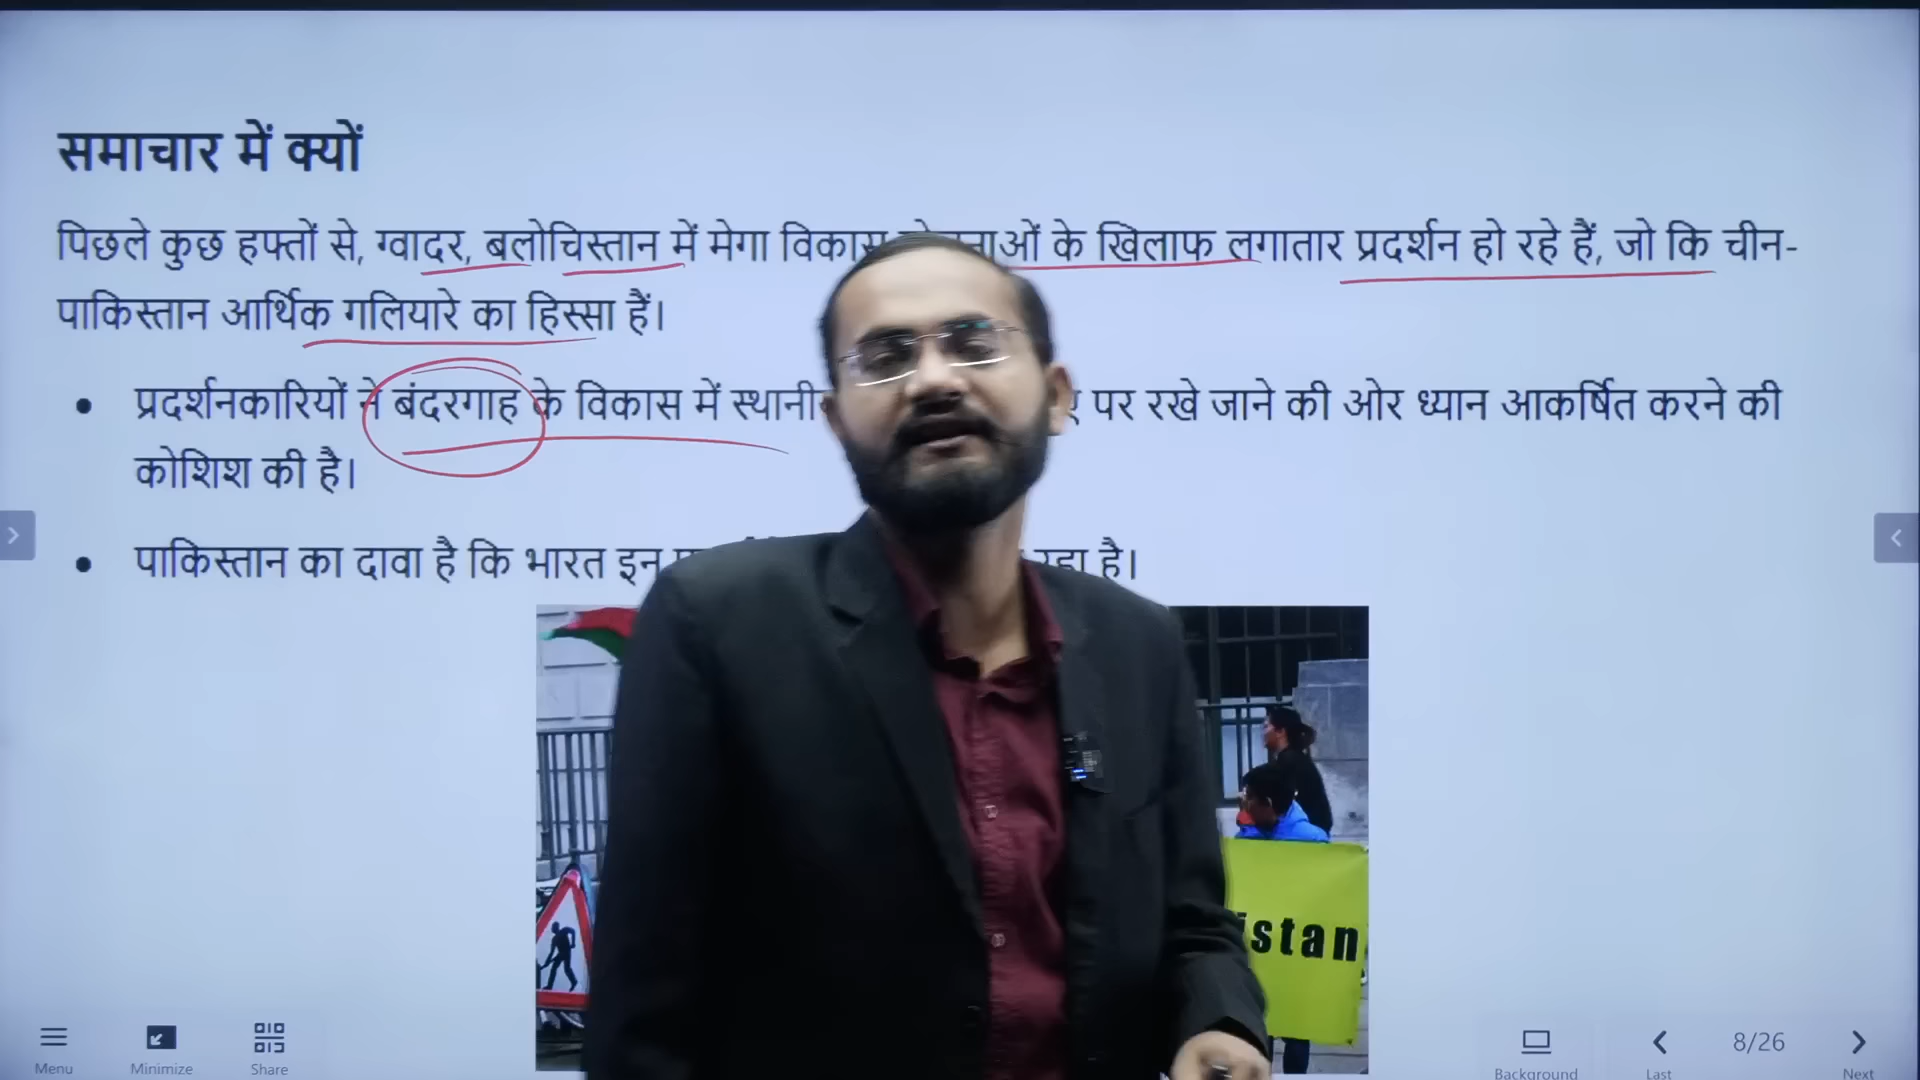 समाचार में क्यों
पिछले कुछ हफ्तों से, ग्वादर, बलोचिस्तान में मेगा विकास के खिलाफ लगातार प्रदर्शन हो रहे हैं, जो कि चीन-
पाकिस्तान आर्थिक गलियारे का हिस्सा हैं।
• प्रदर्शनकारियों ने बंदरगाह के विकास में पर रखे जाने की ओर ध्यान आकर्षित करने की
कोशिश की है।
• पाकिस्तान का दावा है कि भारत इन रहा है।
istan
Menu
Minimize
Share
Background
Last
8/26
Next